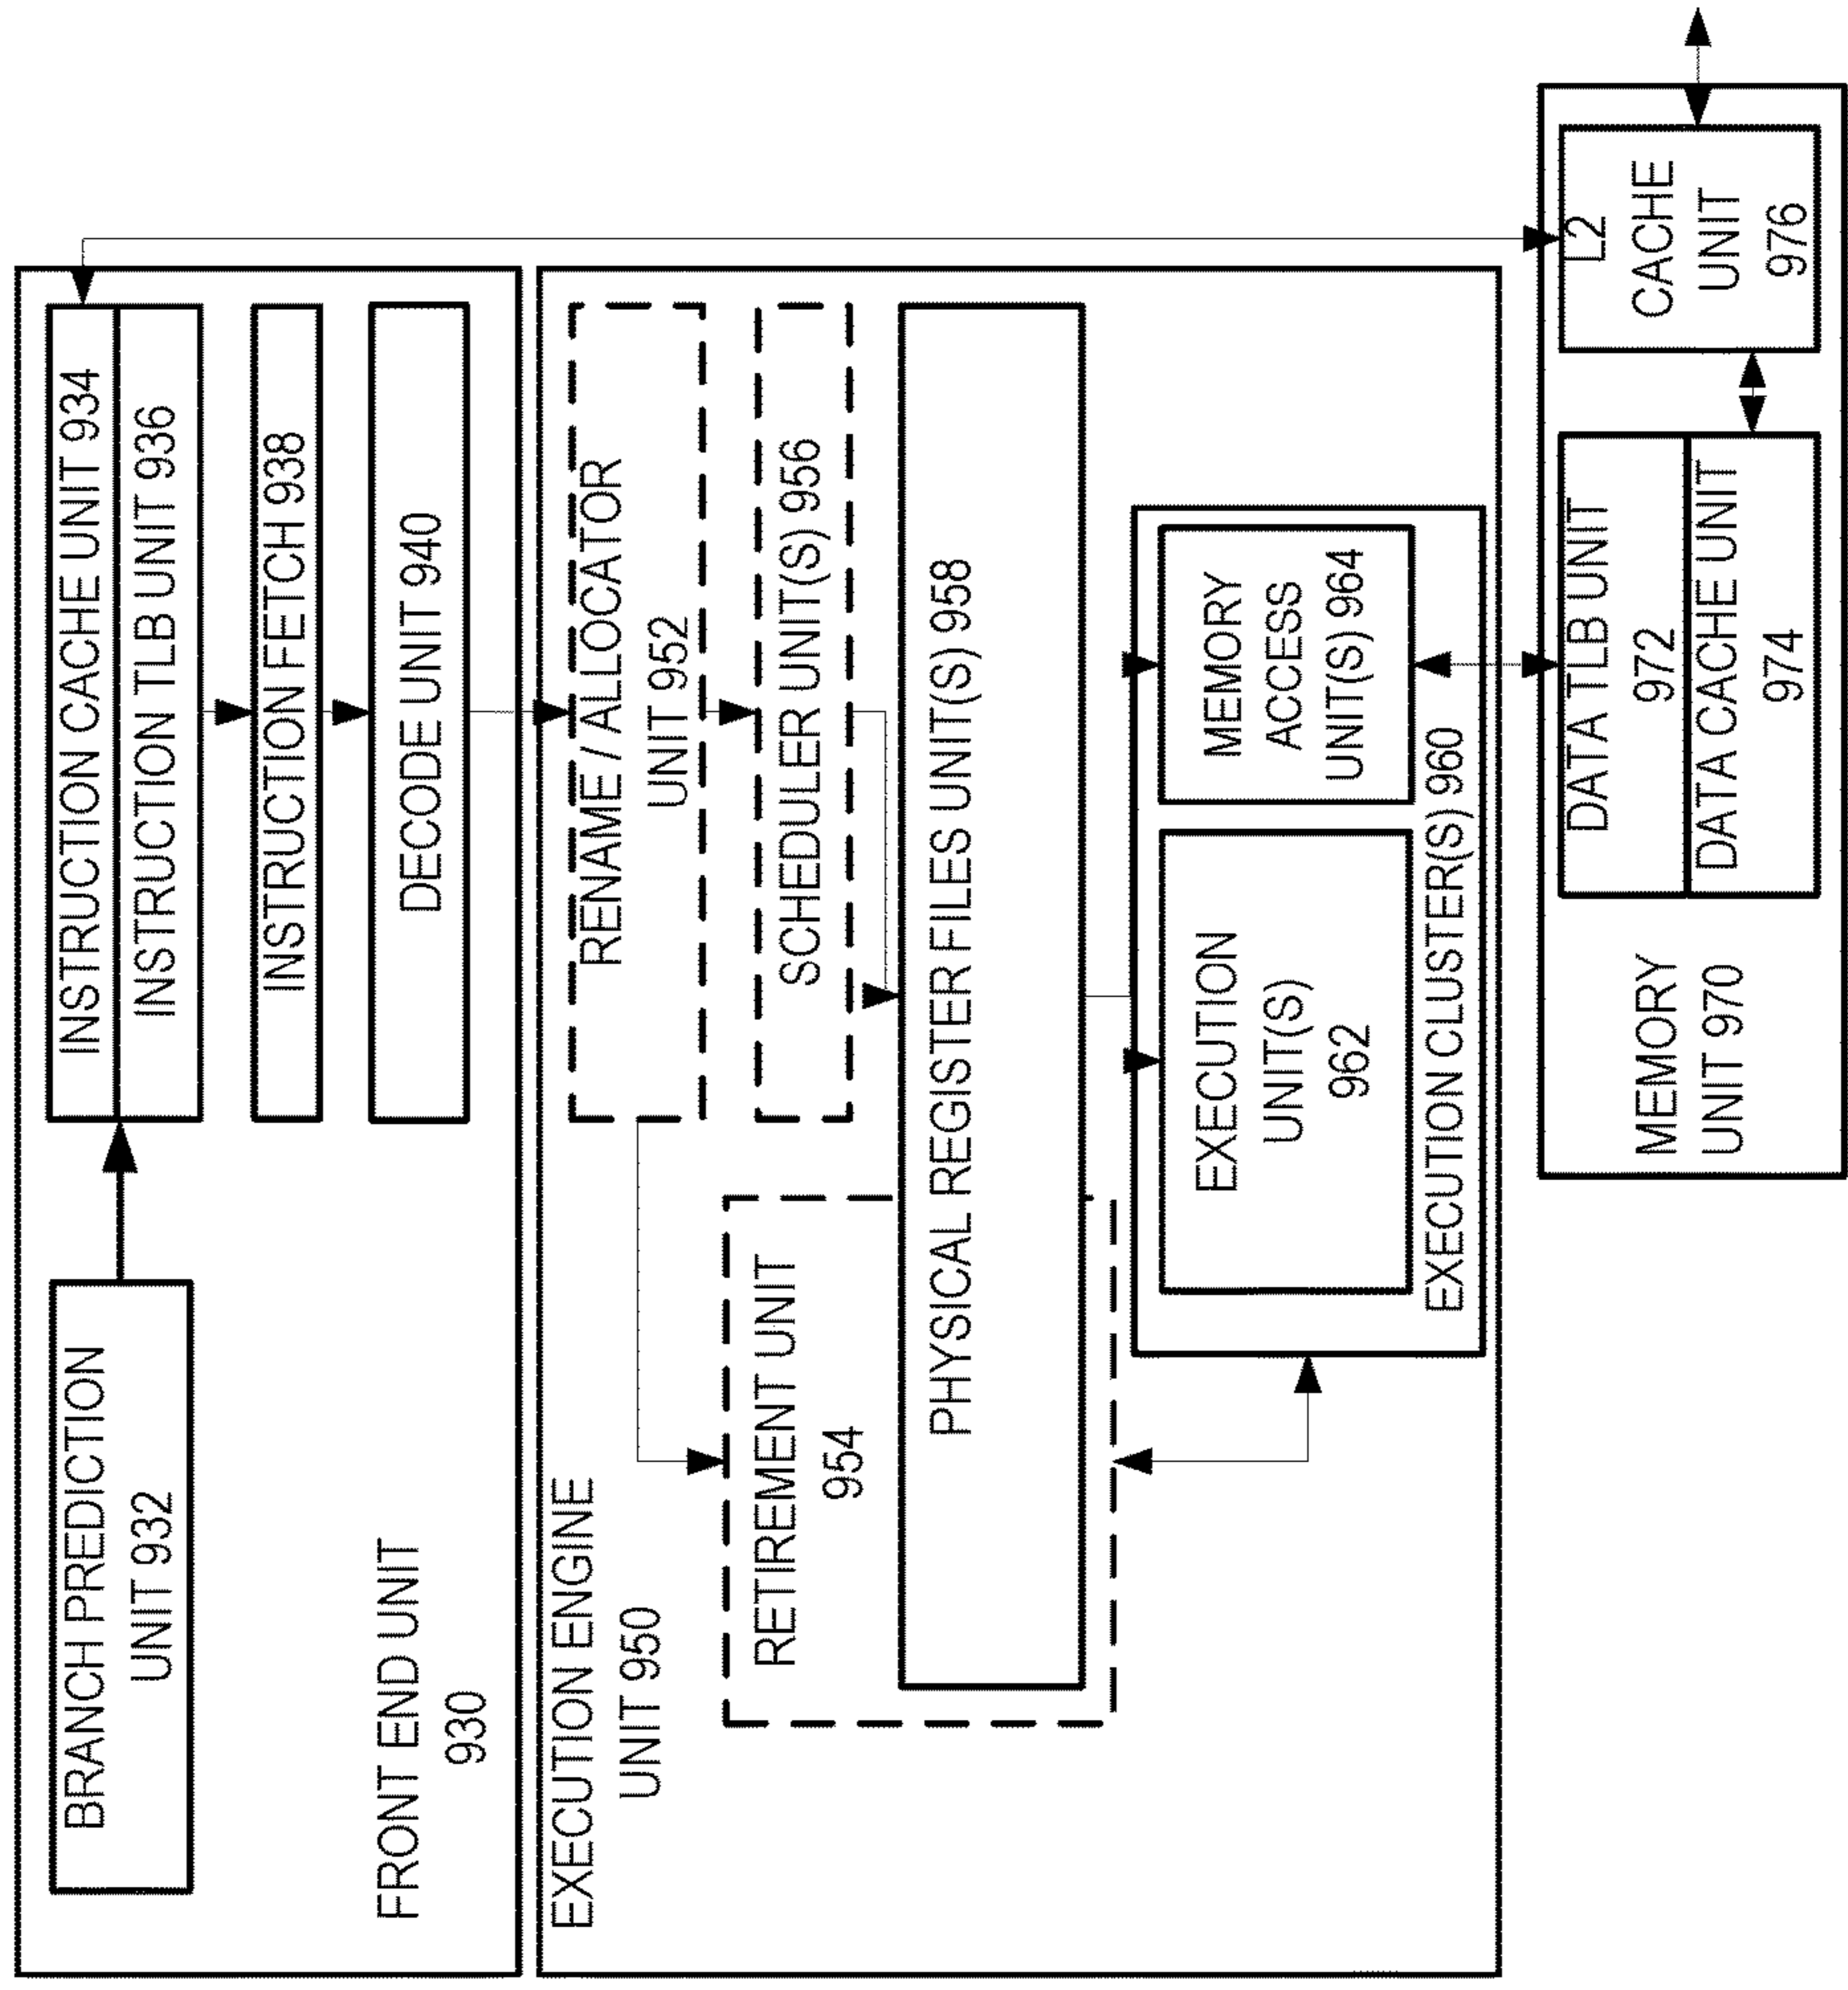 BRANCH PREDICTION
UNIT 932
INSTRUCTION CACHE UNIT 934
INSTRUCTION TLB UNIT 936
INSTRUCTION FETCH 938
DECODE UNIT 940
FRONT END UNIT
930
EXECUTION ENGINE
UNIT 950
RENAME / ALLOCATOR
UNIT 952
RETIREMENT UNIT
954
SCHEDULER UNIT(S) 956
PHYSICAL REGISTER FILES UNIT(S) 958
EXECUTION
UNIT(S)
962
MEMORY
ACCESS
UNIT(S) 964
EXECUTION CLUSTER(S) 960
MEMORY
UNIT 970
DATA TLB UNIT
972
DATA CACHE UNIT
974
L2
CACHE
UNIT
976